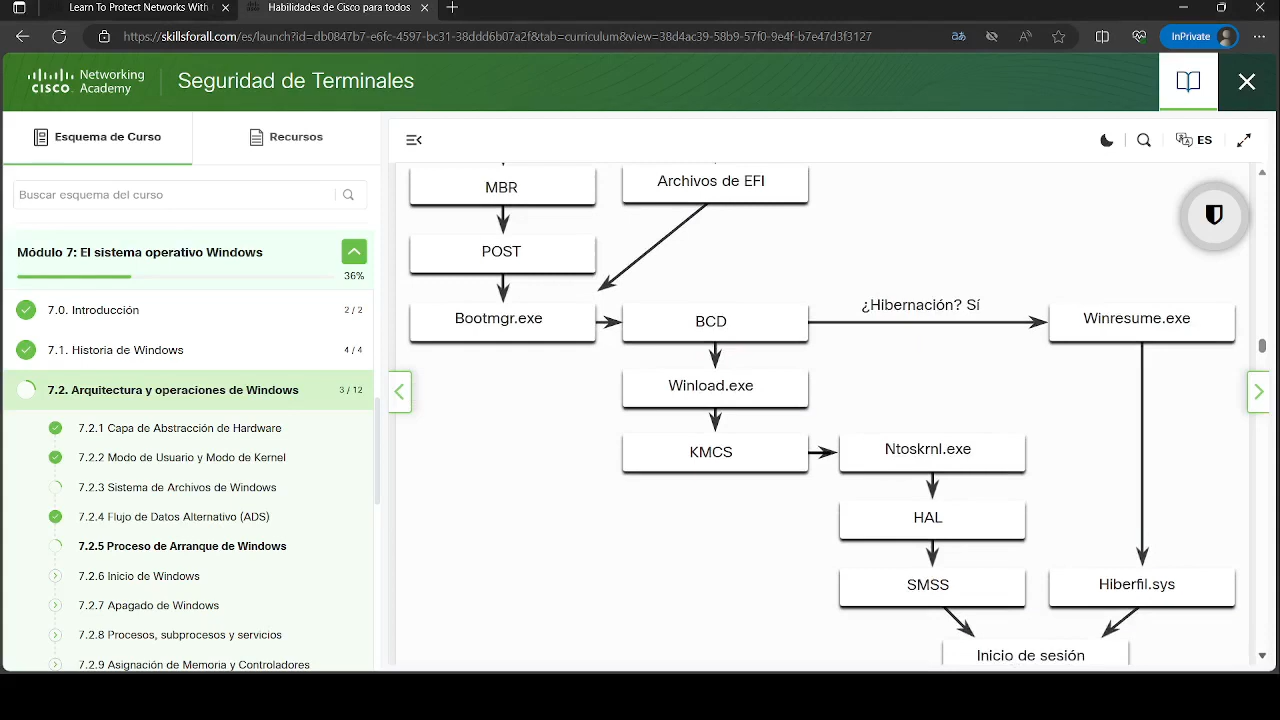 Learn To Protect Networks With
Habilidades de Cisco para todos
https://skillsforall.com/es/launch?id=db0847b7-e6fc-4597-bc31-38ddd6b07a2f&tab=curriculum&view=38d4ac39-58b9-57f0-9e4f-b7e47d3f3127
InPrivate
CISCO
Networking
Academy
Seguridad de Terminales
Esquema de Curso
Recursos
ES
Buscar esquema del curso
Módulo 7: El sistema operativo Windows
36%
7.0. Introducción
2 / 2
7.1. Historia de Windows
4 / 4
7.2. Arquitectura y operaciones de Windows
3 / 12
7.2.1 Capa de Abstracción de Hardware
7.2.2 Modo de Usuario y Modo de Kernel
7.2.3 Sistema de Archivos de Windows
7.2.4 Flujo de Datos Alternativo (ADS)
7.2.5 Proceso de Arranque de Windows
7.2.6 Inicio de Windows
7.2.7 Apagado de Windows
7.2.8 Procesos, subprocesos y servicios
7.2.9 Asignación de Memoria y Controladores
MBR
Archivos de EFI
POST
¿Hibernación? Sí
Bootmgr.exe
BCD
Winresume.exe
Winload.exe
KMCS
Ntoskrnl.exe
HAL
SMSS
Hiberfil.sys
Inicio de sesión